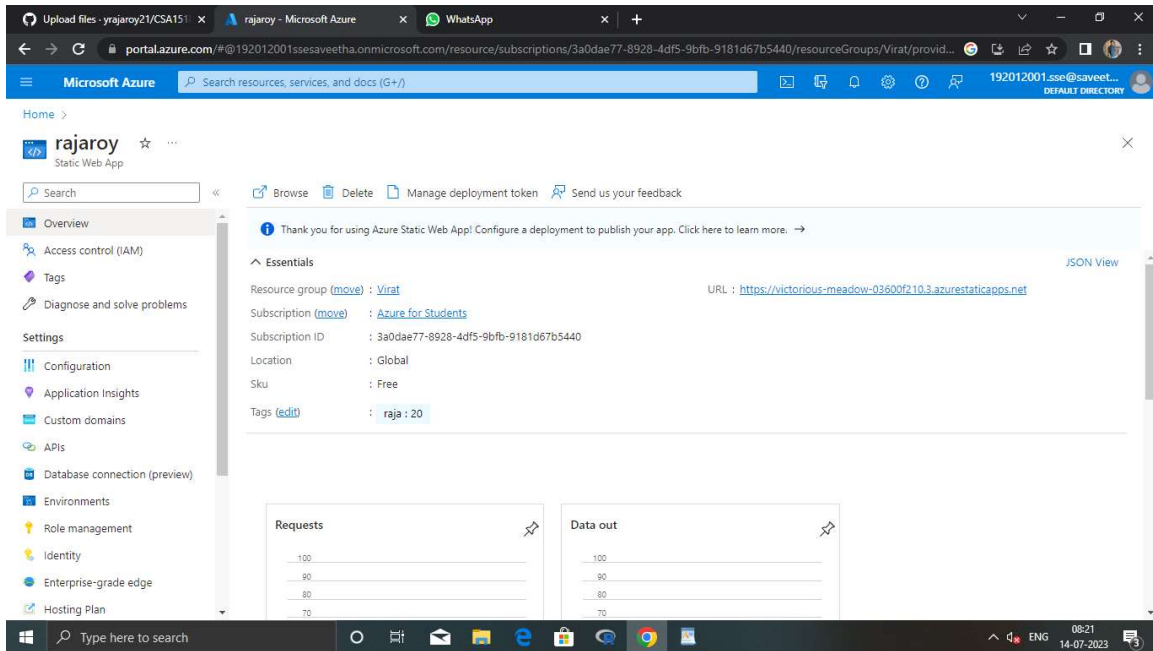 Upload files · yrajaroy21/CSA151
rajaroy - Microsoft Azure
WhatsApp
portal.azure.com/#@192012001ssesaveetha.onmicrosoft.com/resource/subscriptions/3a0dae77-8928-4df5-9bfb-9181d67b5440/resourceGroups/Virat/provid...
Microsoft Azure
Search resources, services, and docs (G+/)
192012001.sse@saveet...
DEFAULT DIRECTORY
Home >
rajaroy
Static Web App
Search
Browse Delete Manage deployment token Send us your feedback
Overview
Access control (IAM)
Tags
Diagnose and solve problems
Settings
Configuration
Application Insights
Custom domains
APIs
Database connection (preview)
Environments
Role management
Identity
Enterprise-grade edge
Hosting Plan
Thank you for using Azure Static Web App! Configure a deployment to publish your app. Click here to learn more. →
Essentials
JSON View
Resource group (move) : Virat
URL : https://victorious-meadow-03600f210.3.azurestaticapps.net
Subscription (move) : Azure for Students
Subscription ID : 3a0dae77-8928-4df5-9bfb-9181d67b5440
Location : Global
Sku : Free
Tags (edit) : raja : 20
Requests
100
90
80
70
Data out
100
90
80
70
Type here to search
ENG
08:21
14-07-2023
3